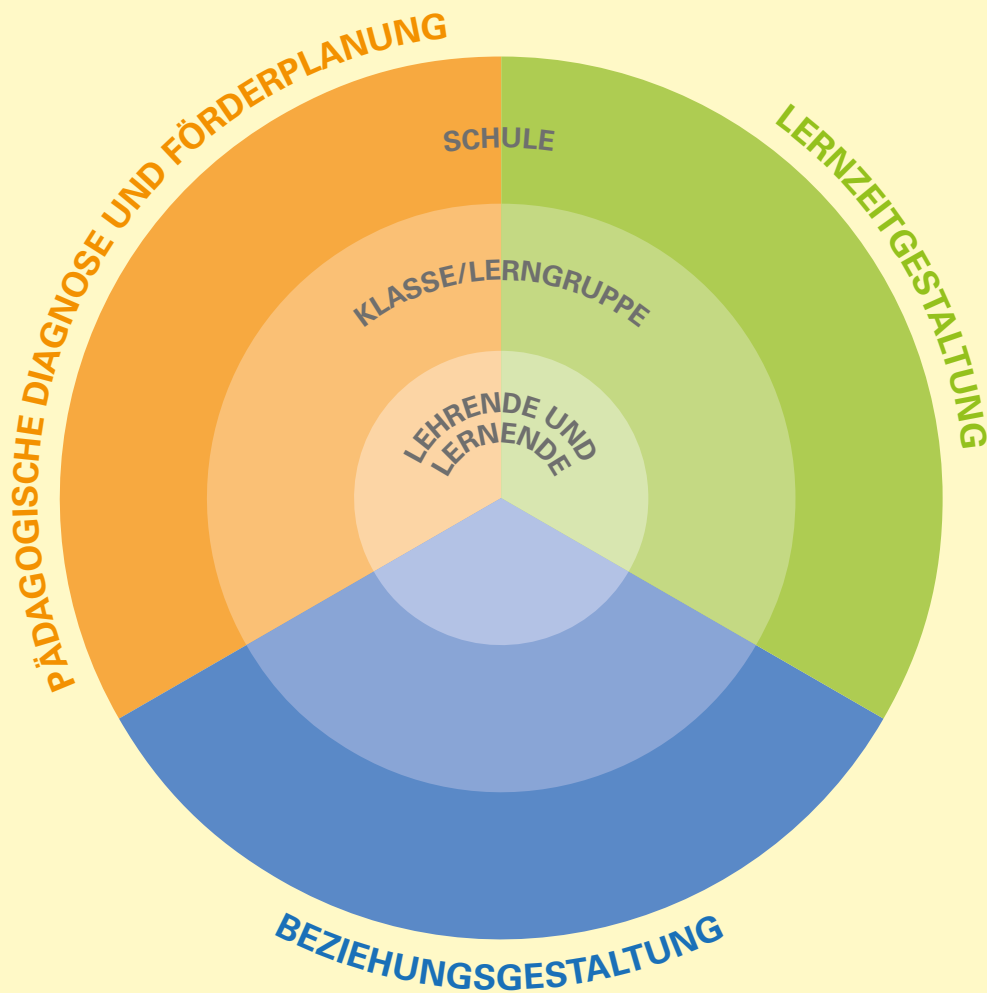 PÄDAGOGISCHE DIAGNOSE UND FÖRDERPLANUNG
LERNZEITGESTALTUNG
SCHULE
KLASSE/LERNGRUPPE
LEHRENDE UND
LERNENDE
BEZIEHUNGSGESTALTUNG